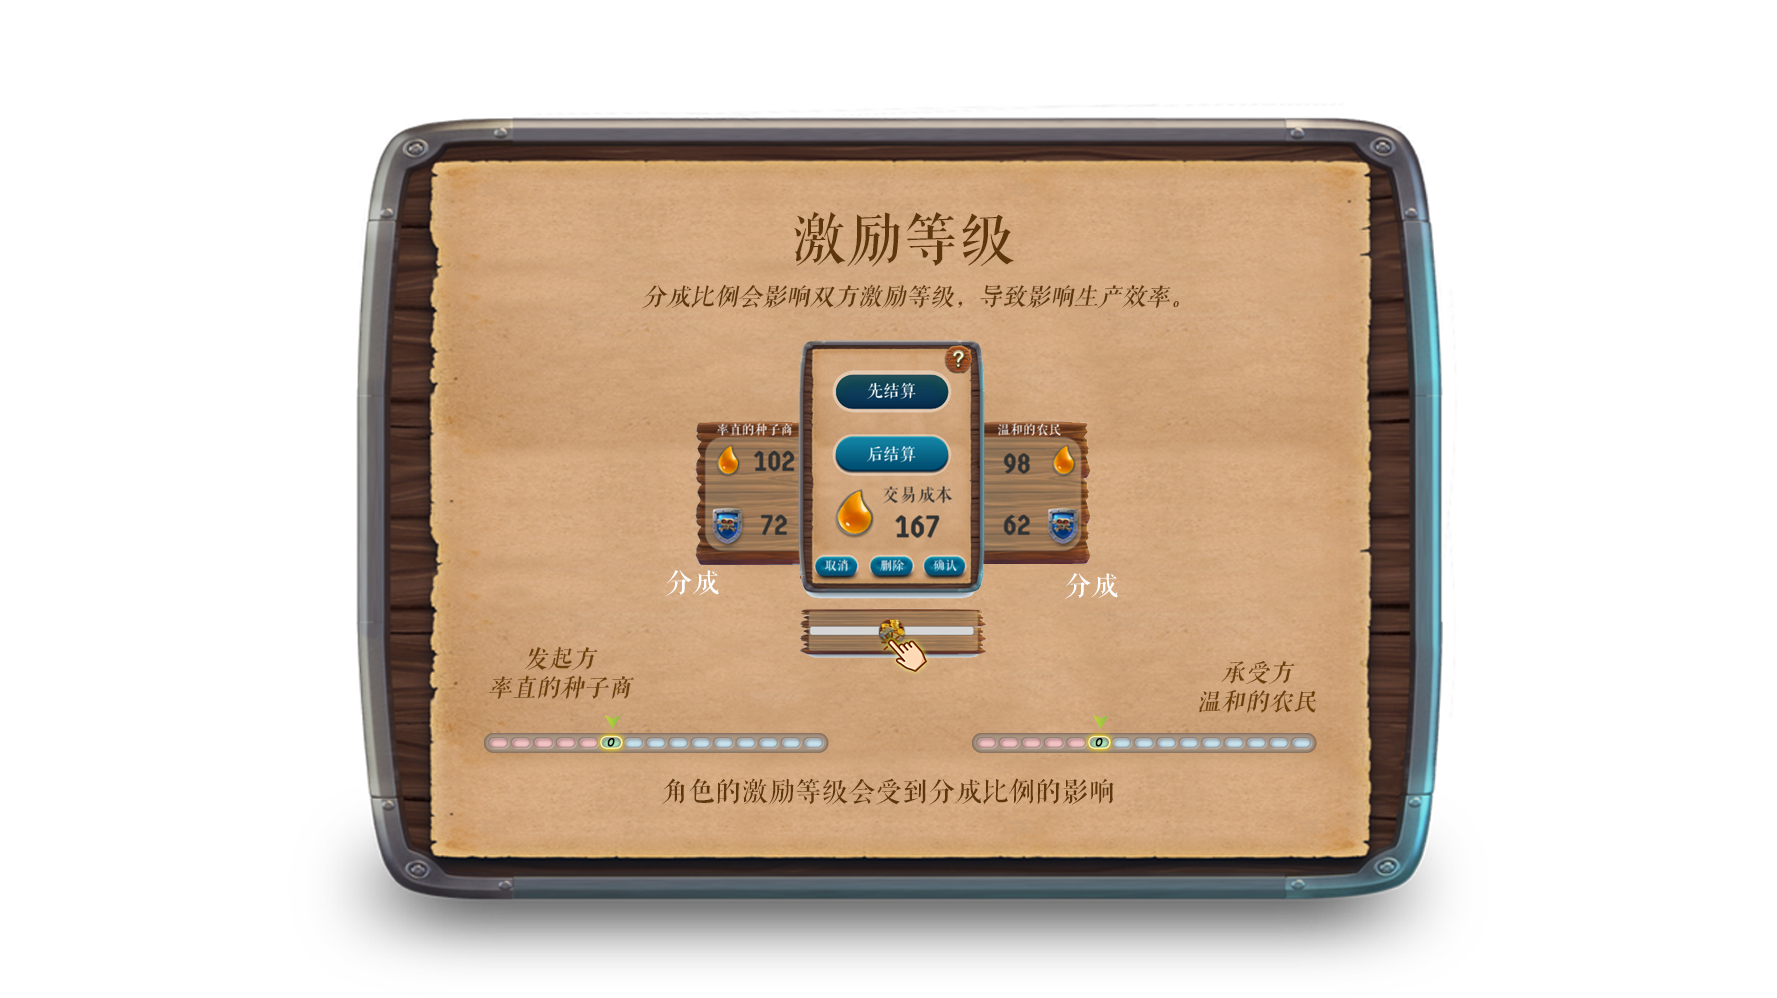 激励等级
分成比例会影响双方激励等级，导致影响生产效率。
?
先结算
率直的种子商
温和的农民
102
后结算
98
交易成本
72
167
62
取消
删除
确认
分成
分成
发起方
率直的种子商
承受方
温和的农民
0
0
角色的激励等级会受到分成比例的影响